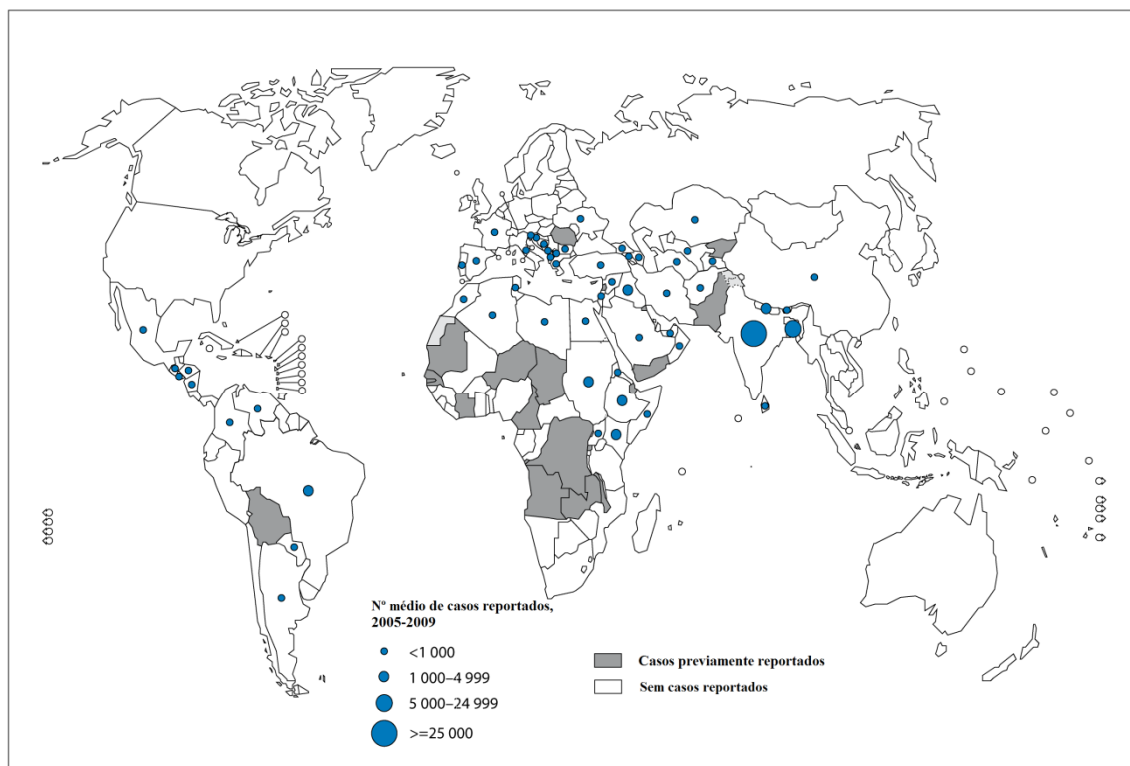 Nº médio de casos reportados,
2005-2009
<1 000
1 000–4 999
5 000–24 999
>=25 000
Casos previamente reportados
Sem casos reportados